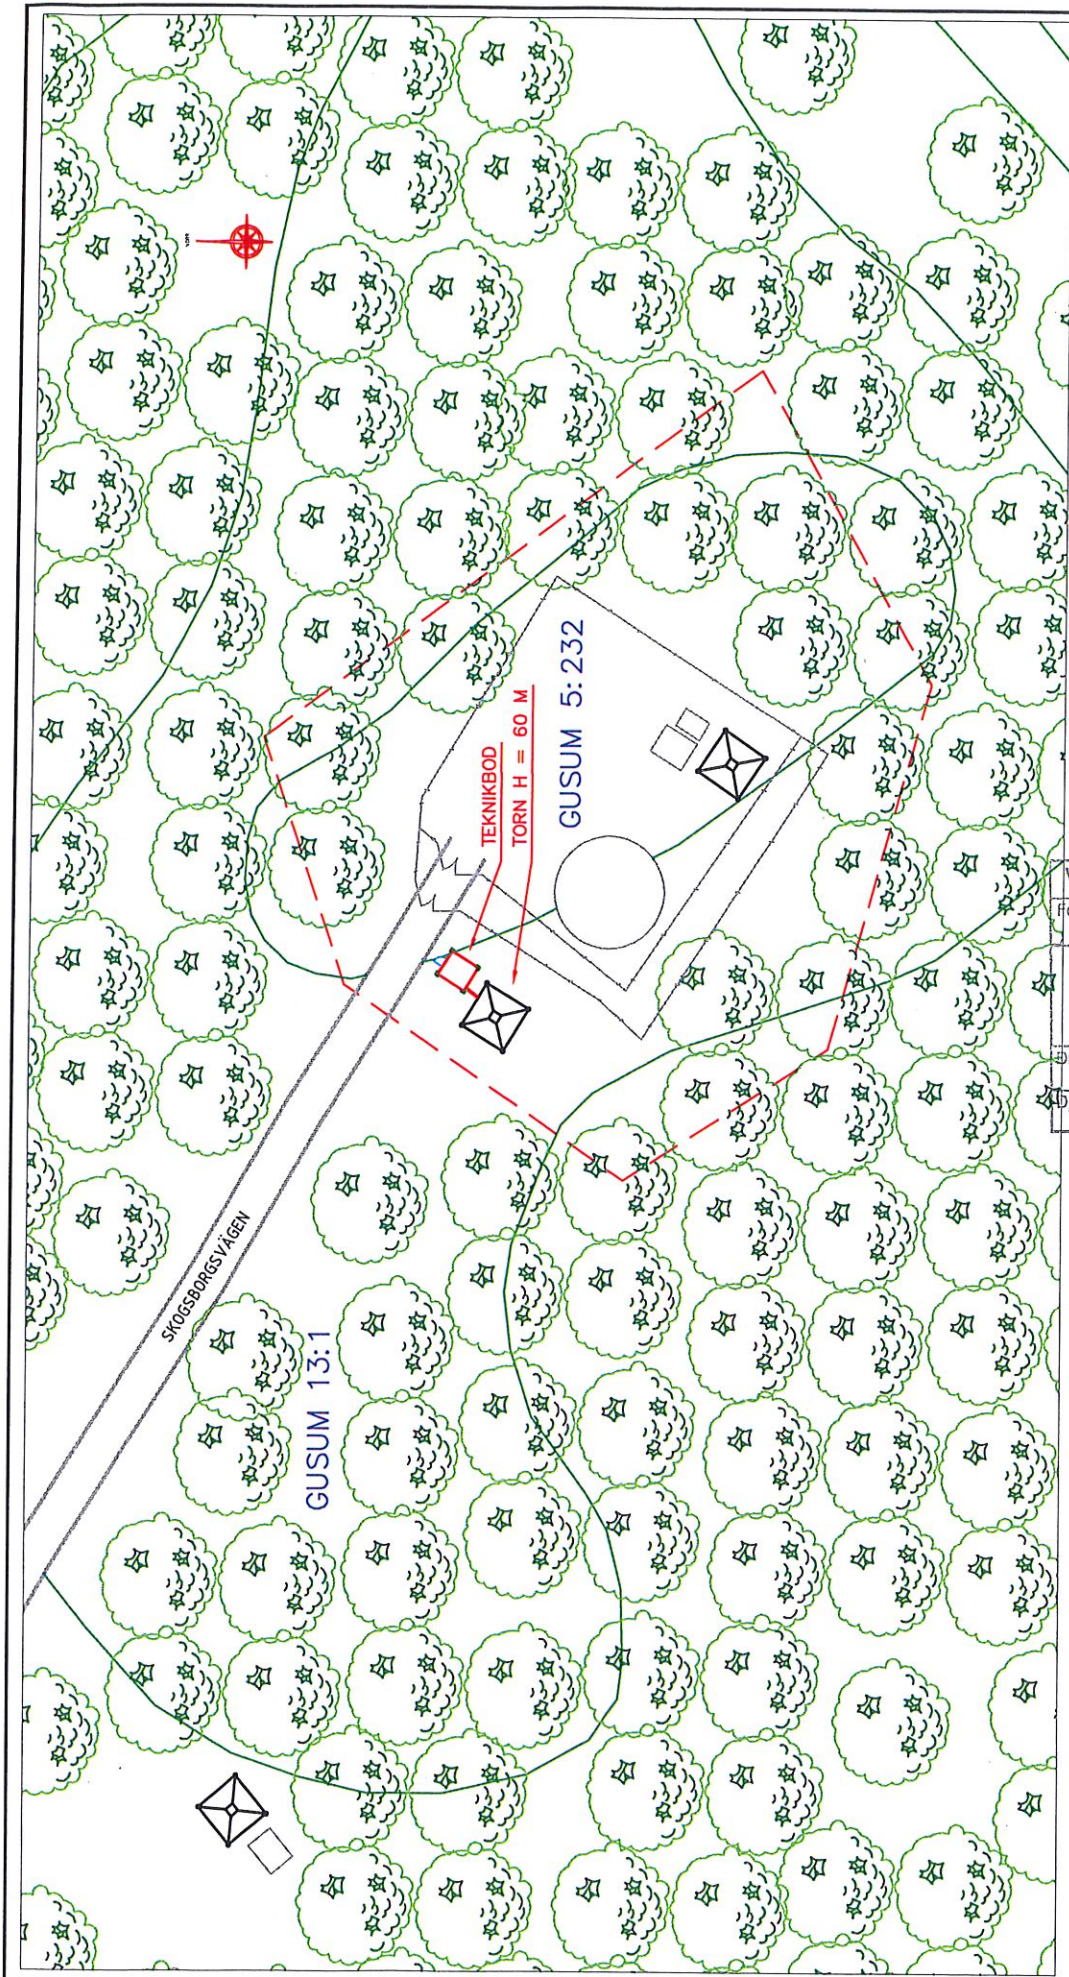 SKOGSBORGSVÄGEN
GUSUM 13:1
TEKNIKBOD
TORN H = 60 M
GUSUM 5:232